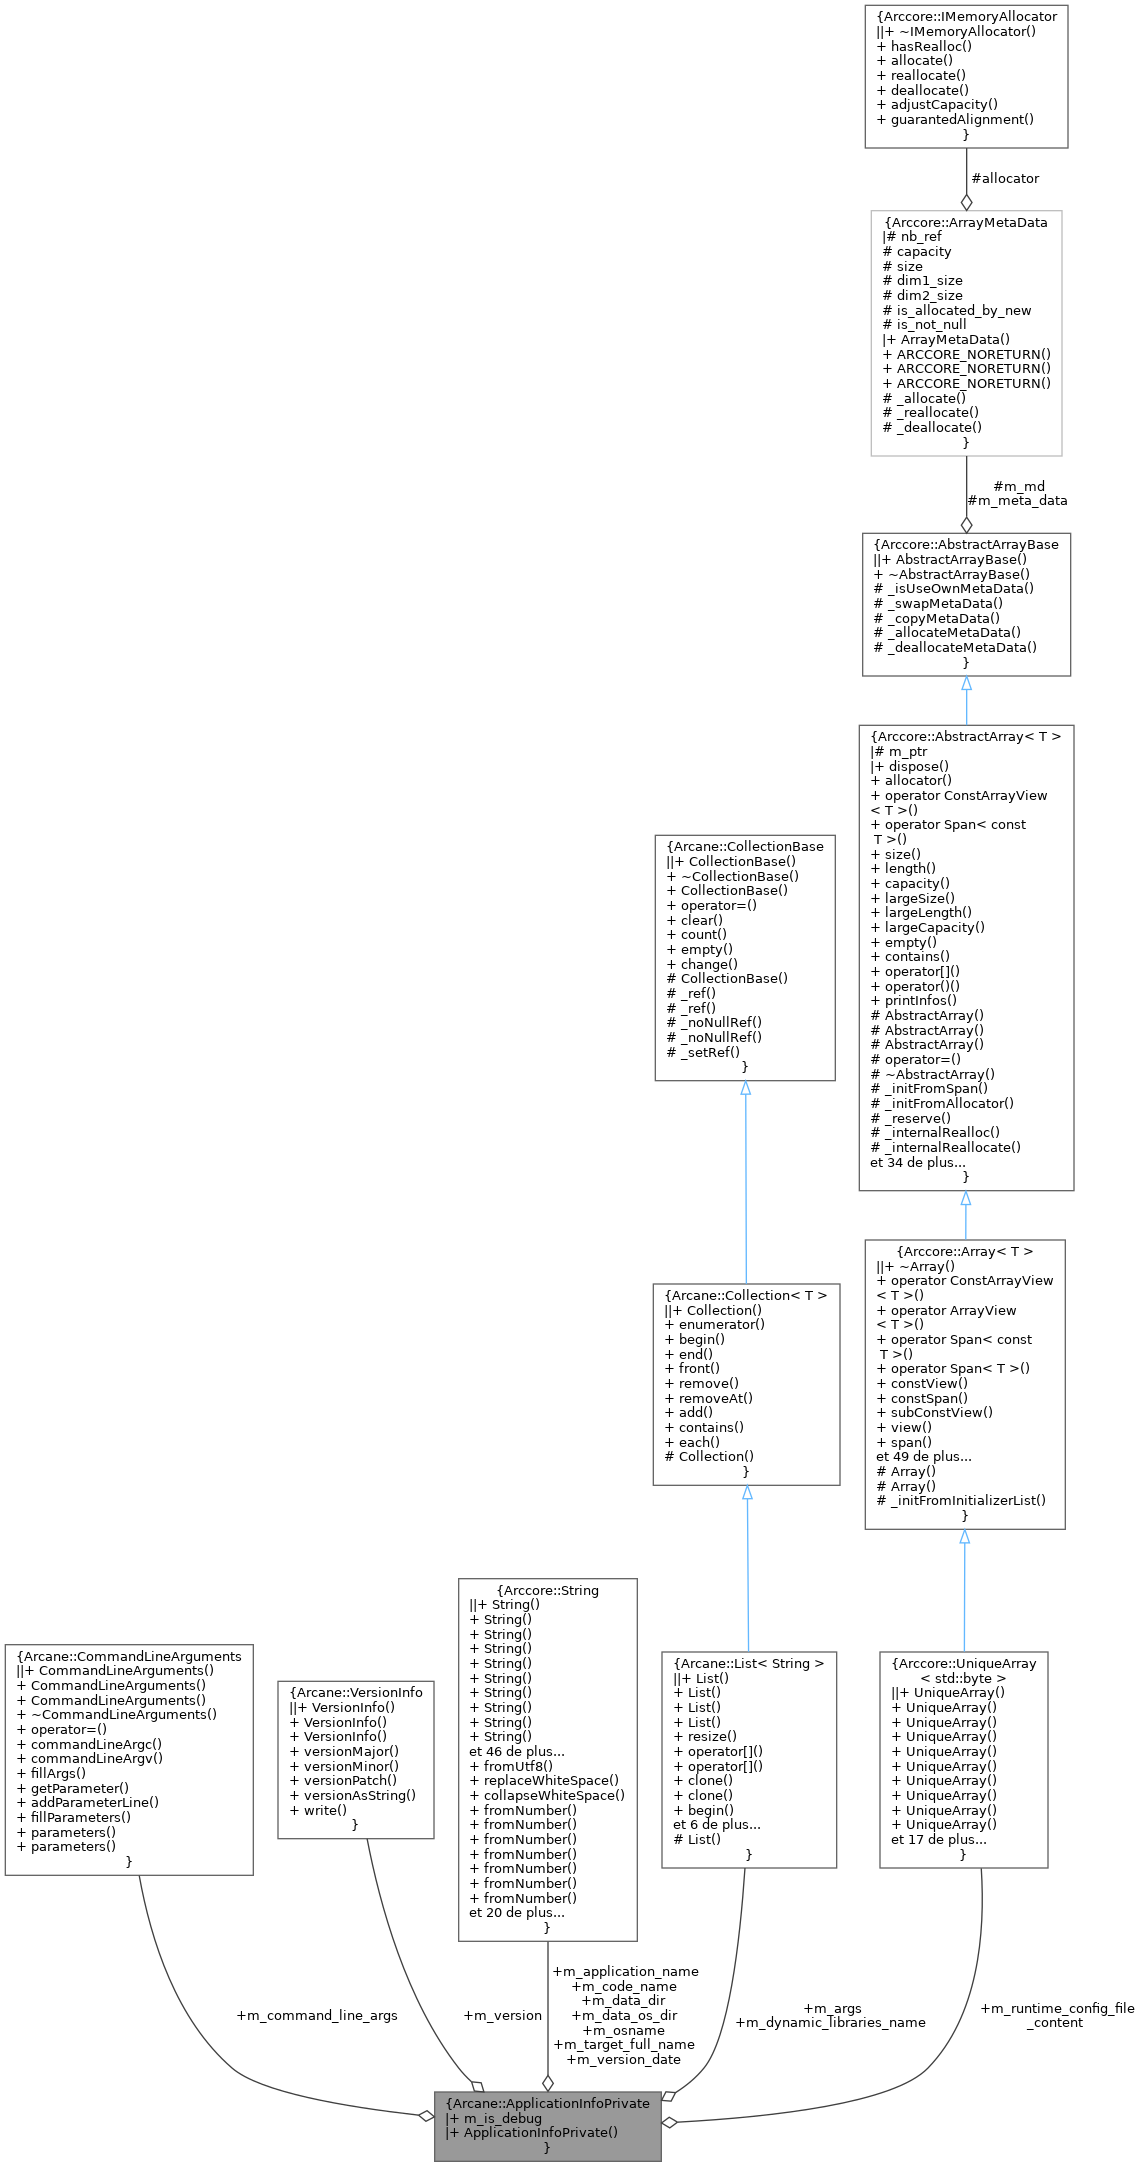 {Arccore::IMemoryAllocator
||+ ~IMemoryAllocator()
+ hasRealloc()
+ allocate()
+ reallocate()
+ deallocate()
+ adjustCapacity()
+ guarantedAlignment()
}
#allocator
{Arccore::ArrayMetaData
|# nb_ref
# capacity
# size
# dim1_size
# dim2_size
# is_allocated_by_new
# is_not_null
|+ ArrayMetaData()
+ ARCCORE_NORETURN()
+ ARCCORE_NORETURN()
+ ARCCORE_NORETURN()
# _allocate()
# _reallocate()
# _deallocate()
}
#m_md
#m_meta_data
{Arccore::AbstractArrayBase
||+ AbstractArrayBase()
+ ~AbstractArrayBase()
# _isUseOwnMetaData()
# _swapMetaData()
# _copyMetaData()
# _allocateMetaData()
# _deallocateMetaData()
}
{Arccore::AbstractArray< T >
|# m_ptr
|+ dispose()
+ allocator()
+ operator ConstArrayView
< T >()
+ operator Span< const
T >()
+ size()
+ length()
+ capacity()
+ largeSize()
+ largeLength()
+ largeCapacity()
+ empty()
+ contains()
+ operator[]()
+ operator()()
+ printInfos()
# AbstractArray()
# AbstractArray()
# AbstractArray()
# operator=()
# ~AbstractArray()
# _initFromSpan()
# _initFromAllocator()
# _reserve()
# _internalRealloc()
# _internalReallocate()
et 34 de plus...
}
{Arcane::CollectionBase
||+ CollectionBase()
+ ~CollectionBase()
+ CollectionBase()
+ operator=()
+ clear()
+ count()
+ empty()
+ change()
# CollectionBase()
# _ref()
# _ref()
# _noNullRef()
# _noNullRef()
# _setRef()
}
{Arccore::Array< T >
||+ ~Array()
+ operator ConstArrayView
< T >()
+ operator ArrayView
< T >()
+ operator Span< const
T >()
+ operator Span< T >()
+ constView()
+ constSpan()
+ subConstView()
+ view()
+ span()
et 49 de plus...
# Array()
# Array()
# _initFromInitializerList()
}
{Arcane::Collection< T >
||+ Collection()
+ enumerator()
+ begin()
+ end()
+ front()
+ remove()
+ removeAt()
+ add()
+ contains()
+ each()
# Collection()
}
{Arcane::CommandLineArguments
||+ CommandLineArguments()
+ CommandLineArguments()
+ CommandLineArguments()
+ ~CommandLineArguments()
+ operator=()
+ commandLineArgc()
+ commandLineArgv()
+ fillArgs()
+ getParameter()
+ addParameterLine()
+ fillParameters()
+ parameters()
+ parameters()
}
{Arcane::VersionInfo
||+ VersionInfo()
+ VersionInfo()
+ VersionInfo()
+ versionMajor()
+ versionMinor()
+ versionPatch()
+ versionAsString()
+ write()
}
{Arccore::String
||+ String()
+ String()
+ String()
+ String()
+ String()
+ String()
+ String()
+ String()
+ String()
+ String()
et 46 de plus...
+ fromUtf8()
+ replaceWhiteSpace()
+ collapseWhiteSpace()
+ fromNumber()
+ fromNumber()
+ fromNumber()
+ fromNumber()
+ fromNumber()
+ fromNumber()
+ fromNumber()
et 20 de plus...
}
{Arcane::List< String >
||+ List()
+ List()
+ List()
+ List()
+ resize()
+ operator[]()
+ operator[]()
+ clone()
+ clone()
+ begin()
et 6 de plus...
# List()
}
{Arccore::UniqueArray
< std::byte >
||+ UniqueArray()
+ UniqueArray()
+ UniqueArray()
+ UniqueArray()
+ UniqueArray()
+ UniqueArray()
+ UniqueArray()
+ UniqueArray()
+ UniqueArray()
+ UniqueArray()
et 17 de plus...
}
+m_command_line_args
+m_version
+m_application_name
+m_code_name
+m_data_dir
+m_data_os_dir
+m_osname
+m_target_full_name
+m_version_date
+m_args
+m_dynamic_libraries_name
+m_runtime_config_file
_content
{Arcane::ApplicationInfoPrivate
|+ m_is_debug
|+ ApplicationInfoPrivate()
}